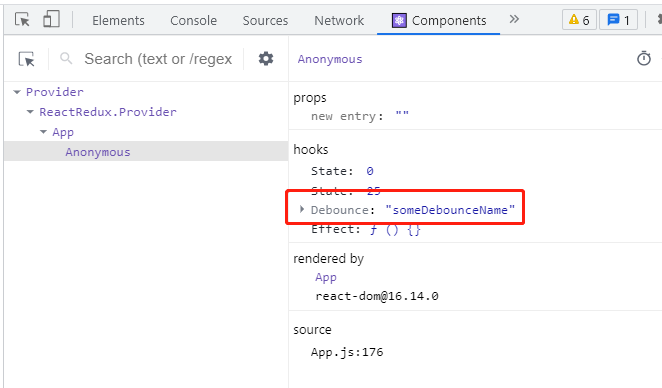 Elements Console Sources Network Components 6 1
Search (text or /regex
Anonymous
Provider
ReactRedux.Provider
App
Anonymous
props
new entry: ""
hooks
State: 0
State: 25
Debounce: "someDebounceName"
Effect: ƒ () {}
rendered by
App
react-dom@16.14.0
source
App.js:176